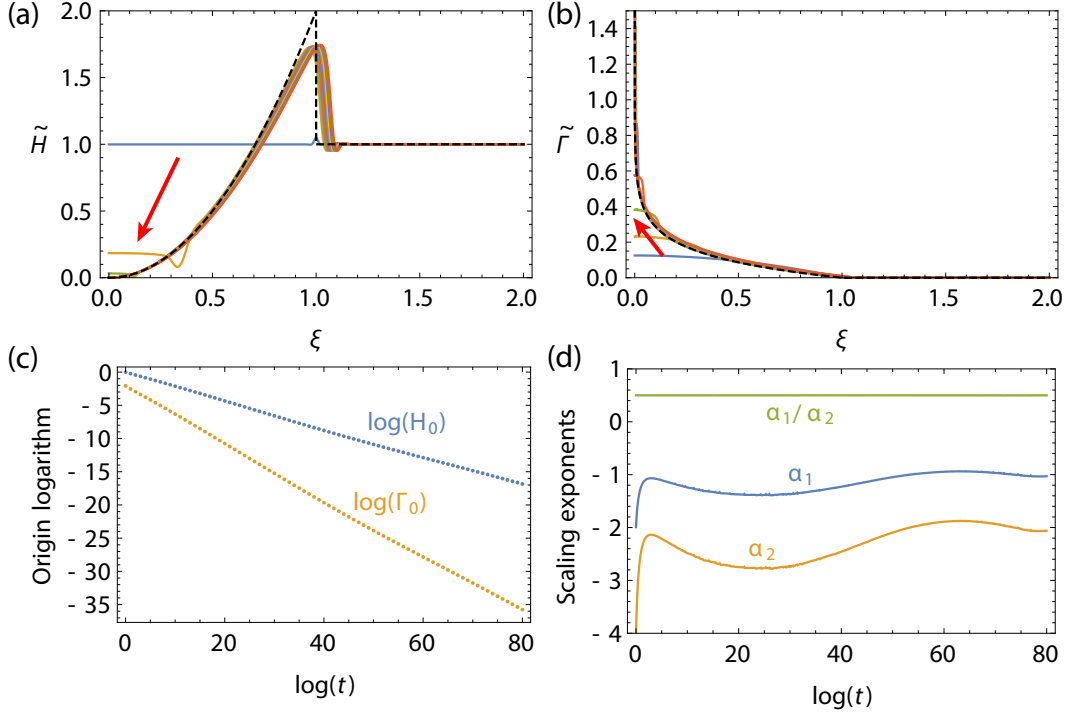 (a)
2.0
1.5
1.0
0.5
0.0
H̃
0.0 0.5 1.0 1.5 2.0
ξ
(b)
1.4
1.2
1.0
0.8
0.6
0.4
0.2
0.0
Γ̃
0.0 0.5 1.0 1.5 2.0
ξ
(c)
0
- 5
- 10
- 15
- 20
- 25
- 30
- 35
Origin logarithm
log(H₀)
log(Γ₀)
0 20 40 60 80
log(t)
(d)
1
0
- 1
- 2
- 3
- 4
Scaling exponents
α₁/ α₂
α₁
α₂
0 20 40 60 80
log(t)